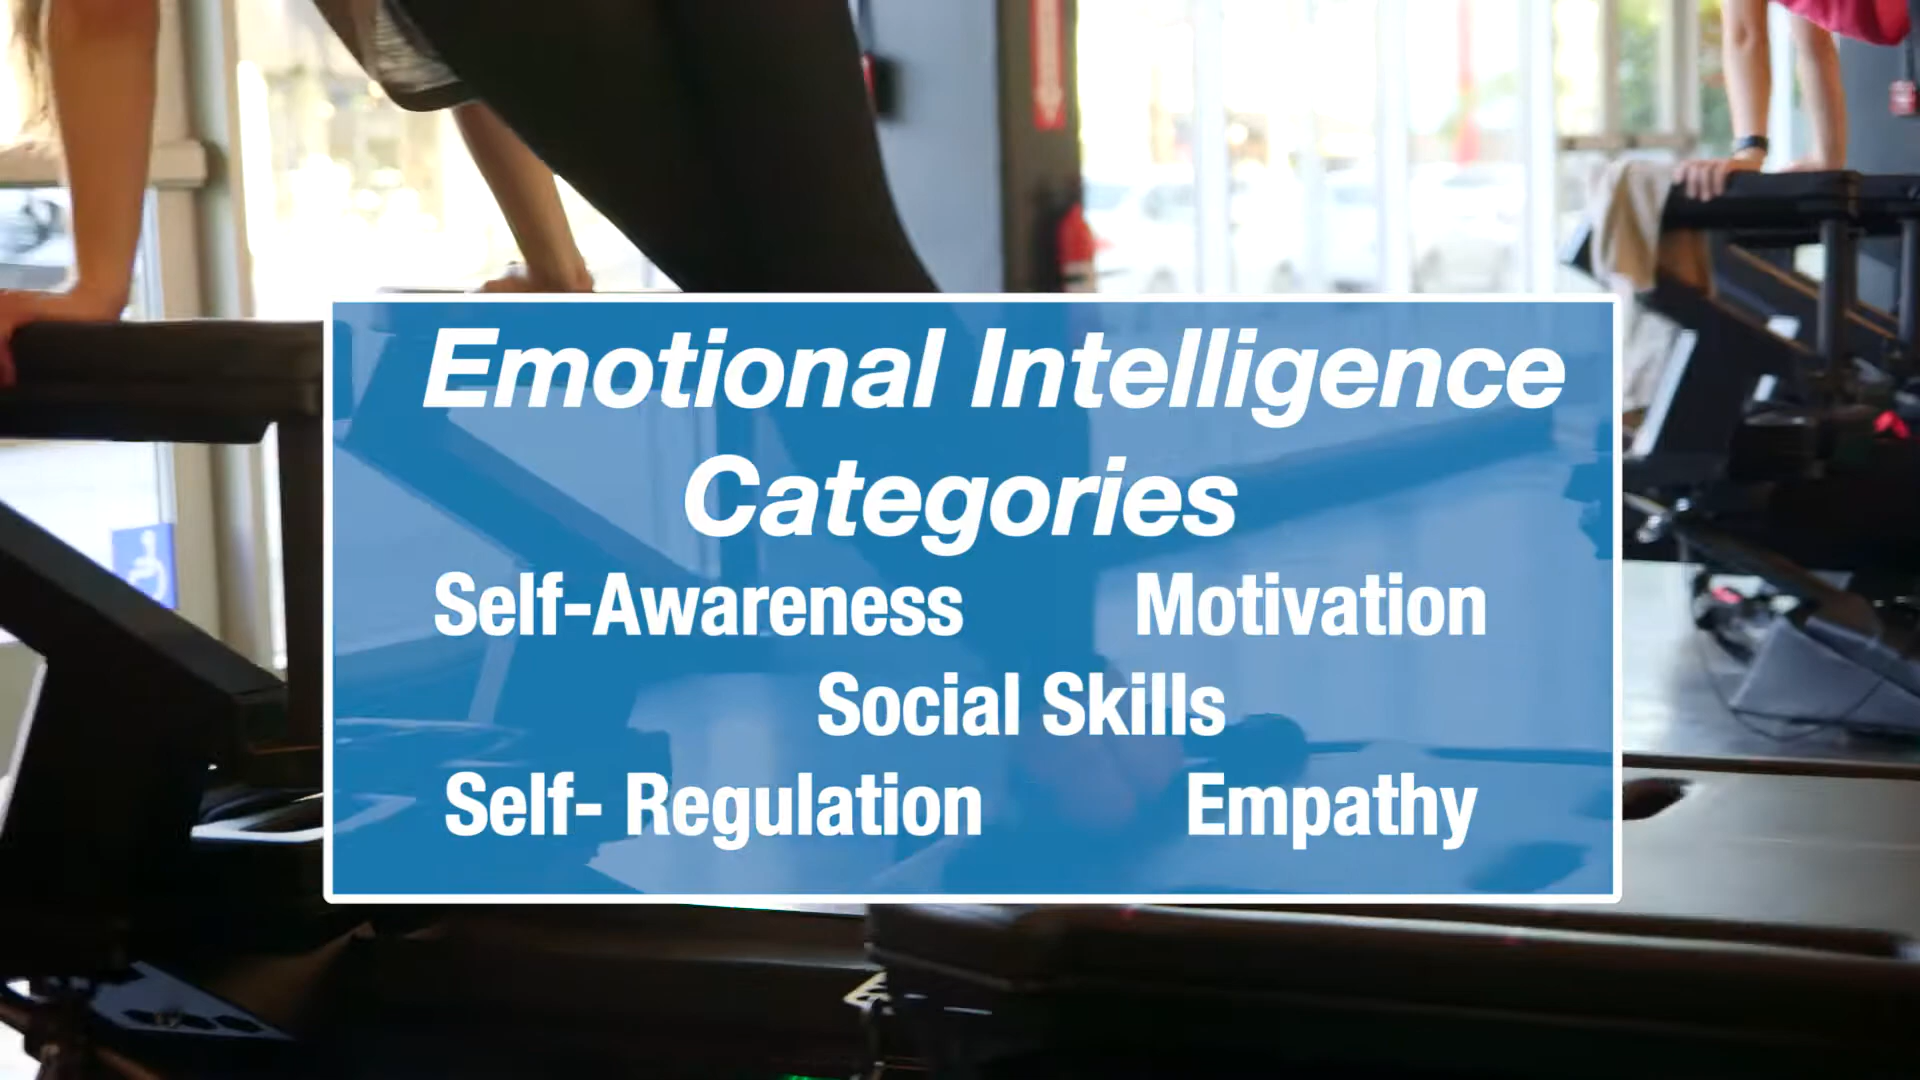 Emotional Intelligence
Categories
Self-Awareness Motivation
Social Skills
Self- Regulation Empathy